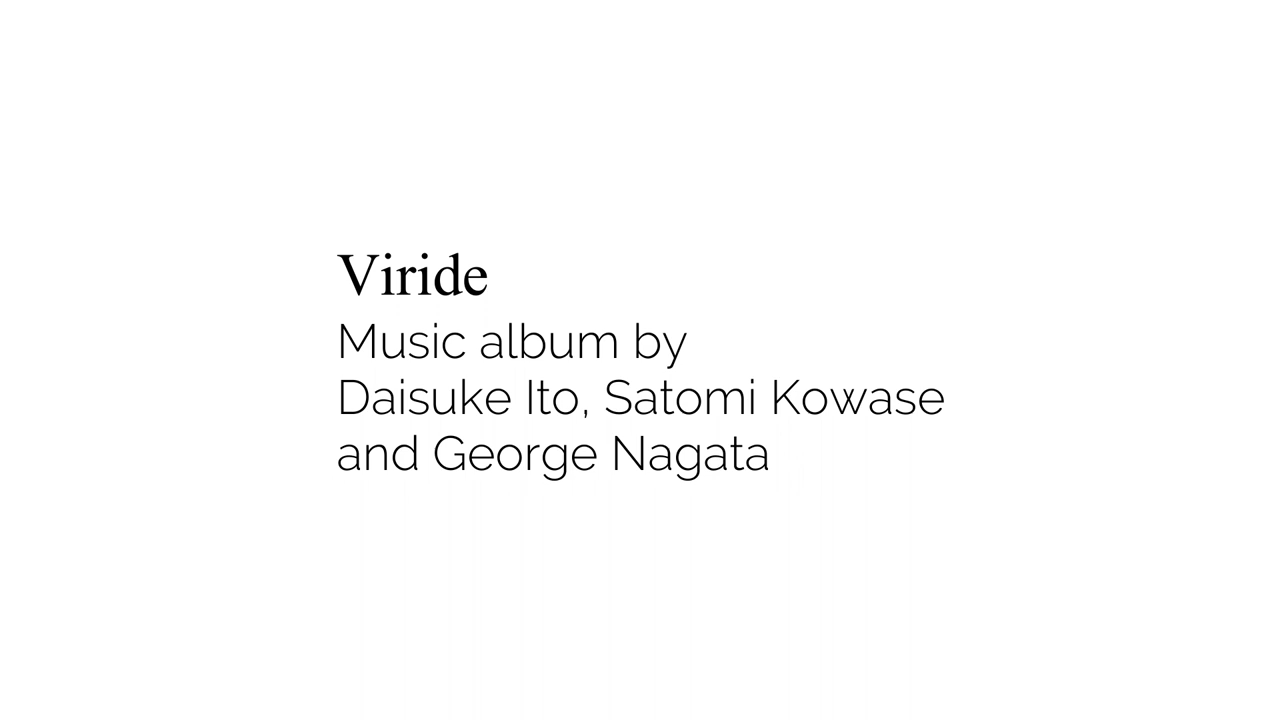 Viride
Music album by
Daisuke Ito, Satomi Kowase
and George Nagata